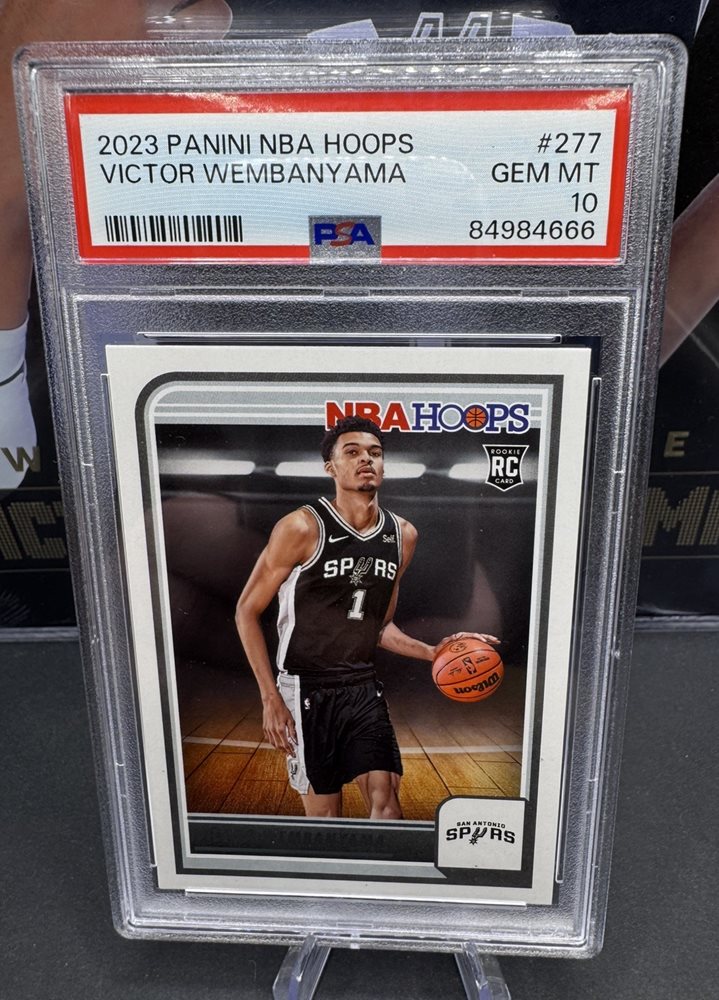 2023 PANINI NBA HOOPS #277
VICTOR WEMBANYAMA GEM MT
10
PSA 84984666
NBA HOOPS
ROOKIE
RC
CARD
Self.
SPURS
1
Wilson
SAN ANTONIO
SPURS
W
E